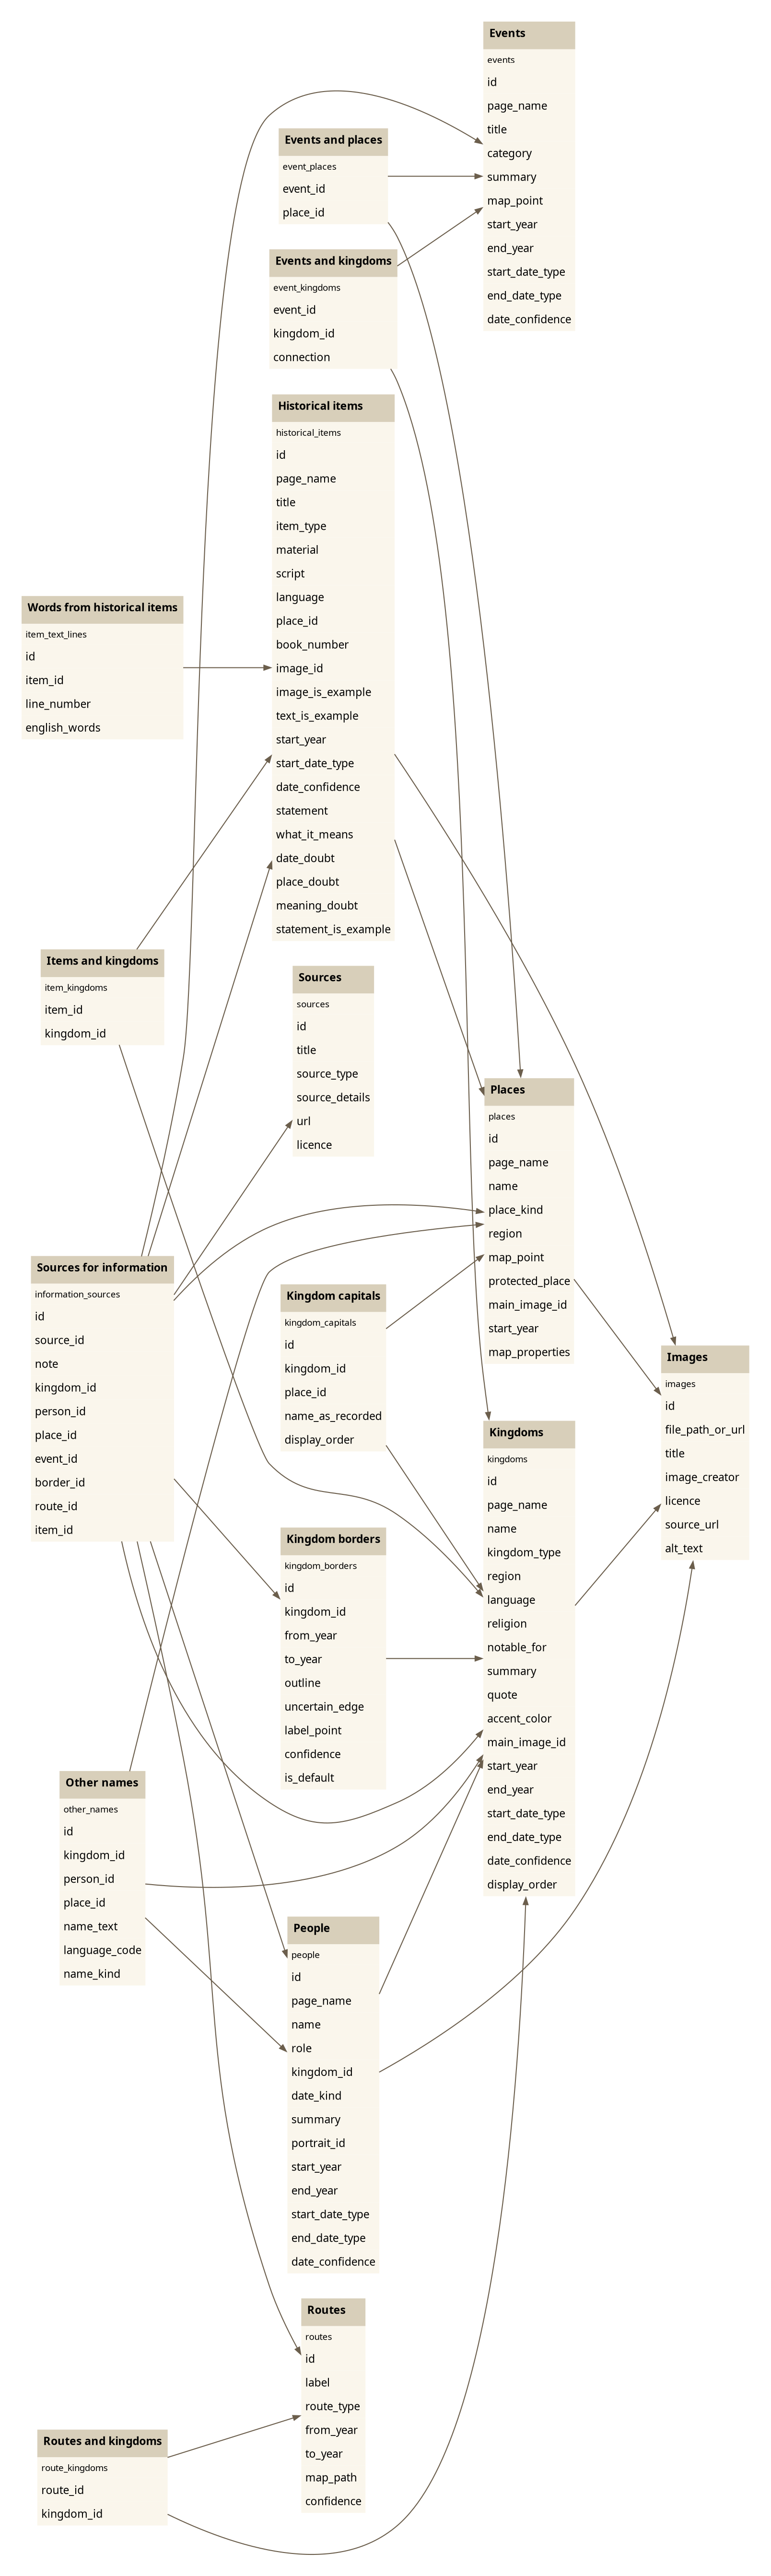 Events
events
id
page_name
title
category
summary
map_point
start_year
end_year
start_date_type
end_date_type
date_confidence
Events and places
event_places
event_id
place_id
Events and kingdoms
event_kingdoms
event_id
kingdom_id
connection
Historical items
historical_items
id
page_name
title
item_type
material
script
language
place_id
book_number
image_id
image_is_example
text_is_example
start_year
start_date_type
date_confidence
statement
what_it_means
date_doubt
place_doubt
meaning_doubt
statement_is_example
Words from historical items
item_text_lines
id
item_id
line_number
english_words
Items and kingdoms
item_kingdoms
item_id
kingdom_id
Sources
sources
id
title
source_type
source_details
url
licence
Places
places
id
page_name
name
place_kind
region
map_point
protected_place
main_image_id
start_year
map_properties
Sources for information
information_sources
id
source_id
note
kingdom_id
person_id
place_id
event_id
border_id
route_id
item_id
Kingdom capitals
kingdom_capitals
id
kingdom_id
place_id
name_as_recorded
display_order
Images
images
id
file_path_or_url
title
image_creator
licence
source_url
alt_text
Kingdoms
kingdoms
id
page_name
name
kingdom_type
region
language
religion
notable_for
summary
quote
accent_color
main_image_id
start_year
end_year
start_date_type
end_date_type
date_confidence
display_order
Kingdom borders
kingdom_borders
id
kingdom_id
from_year
to_year
outline
uncertain_edge
label_point
confidence
is_default
Other names
other_names
id
kingdom_id
person_id
place_id
name_text
language_code
name_kind
People
people
id
page_name
name
role
kingdom_id
date_kind
summary
portrait_id
start_year
end_year
start_date_type
end_date_type
date_confidence
Routes
routes
id
label
route_type
from_year
to_year
map_path
confidence
Routes and kingdoms
route_kingdoms
route_id
kingdom_id